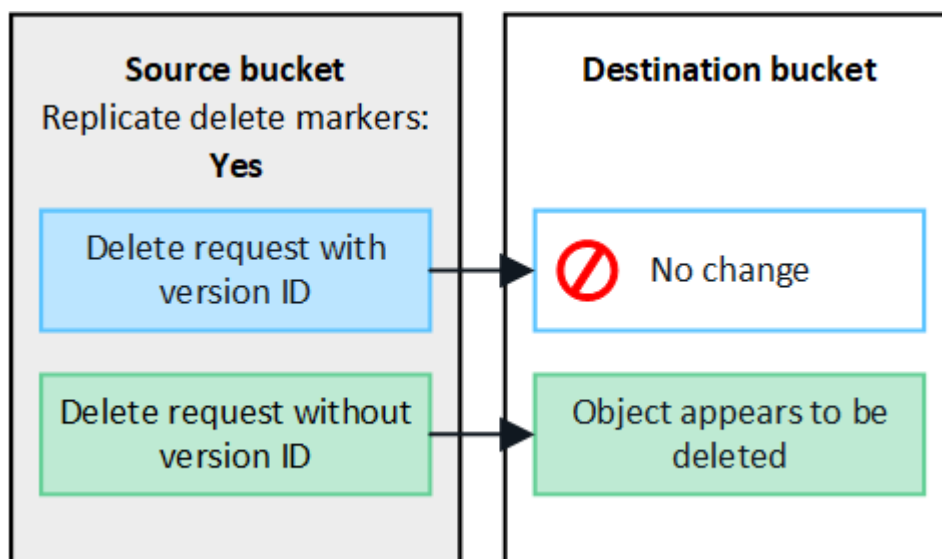 Source bucket
Replicate delete markers:
Yes
Delete request with
version ID
Delete request without
version ID
Destination bucket
No change
Object appears to be
deleted